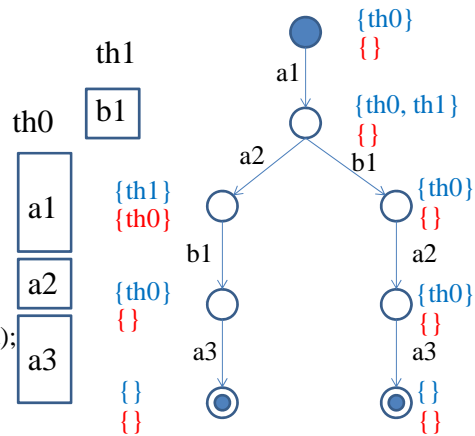 {th0}
{}
th1
a1
b1
{th0, th1}
{}
th0
a2
b1
{th1}
{th0}
{th0}
{}
a1
b1
a2
a2
{th0}
{}
{th0}
{}
);
a3
a3
a3
{}
{}
{}
{}